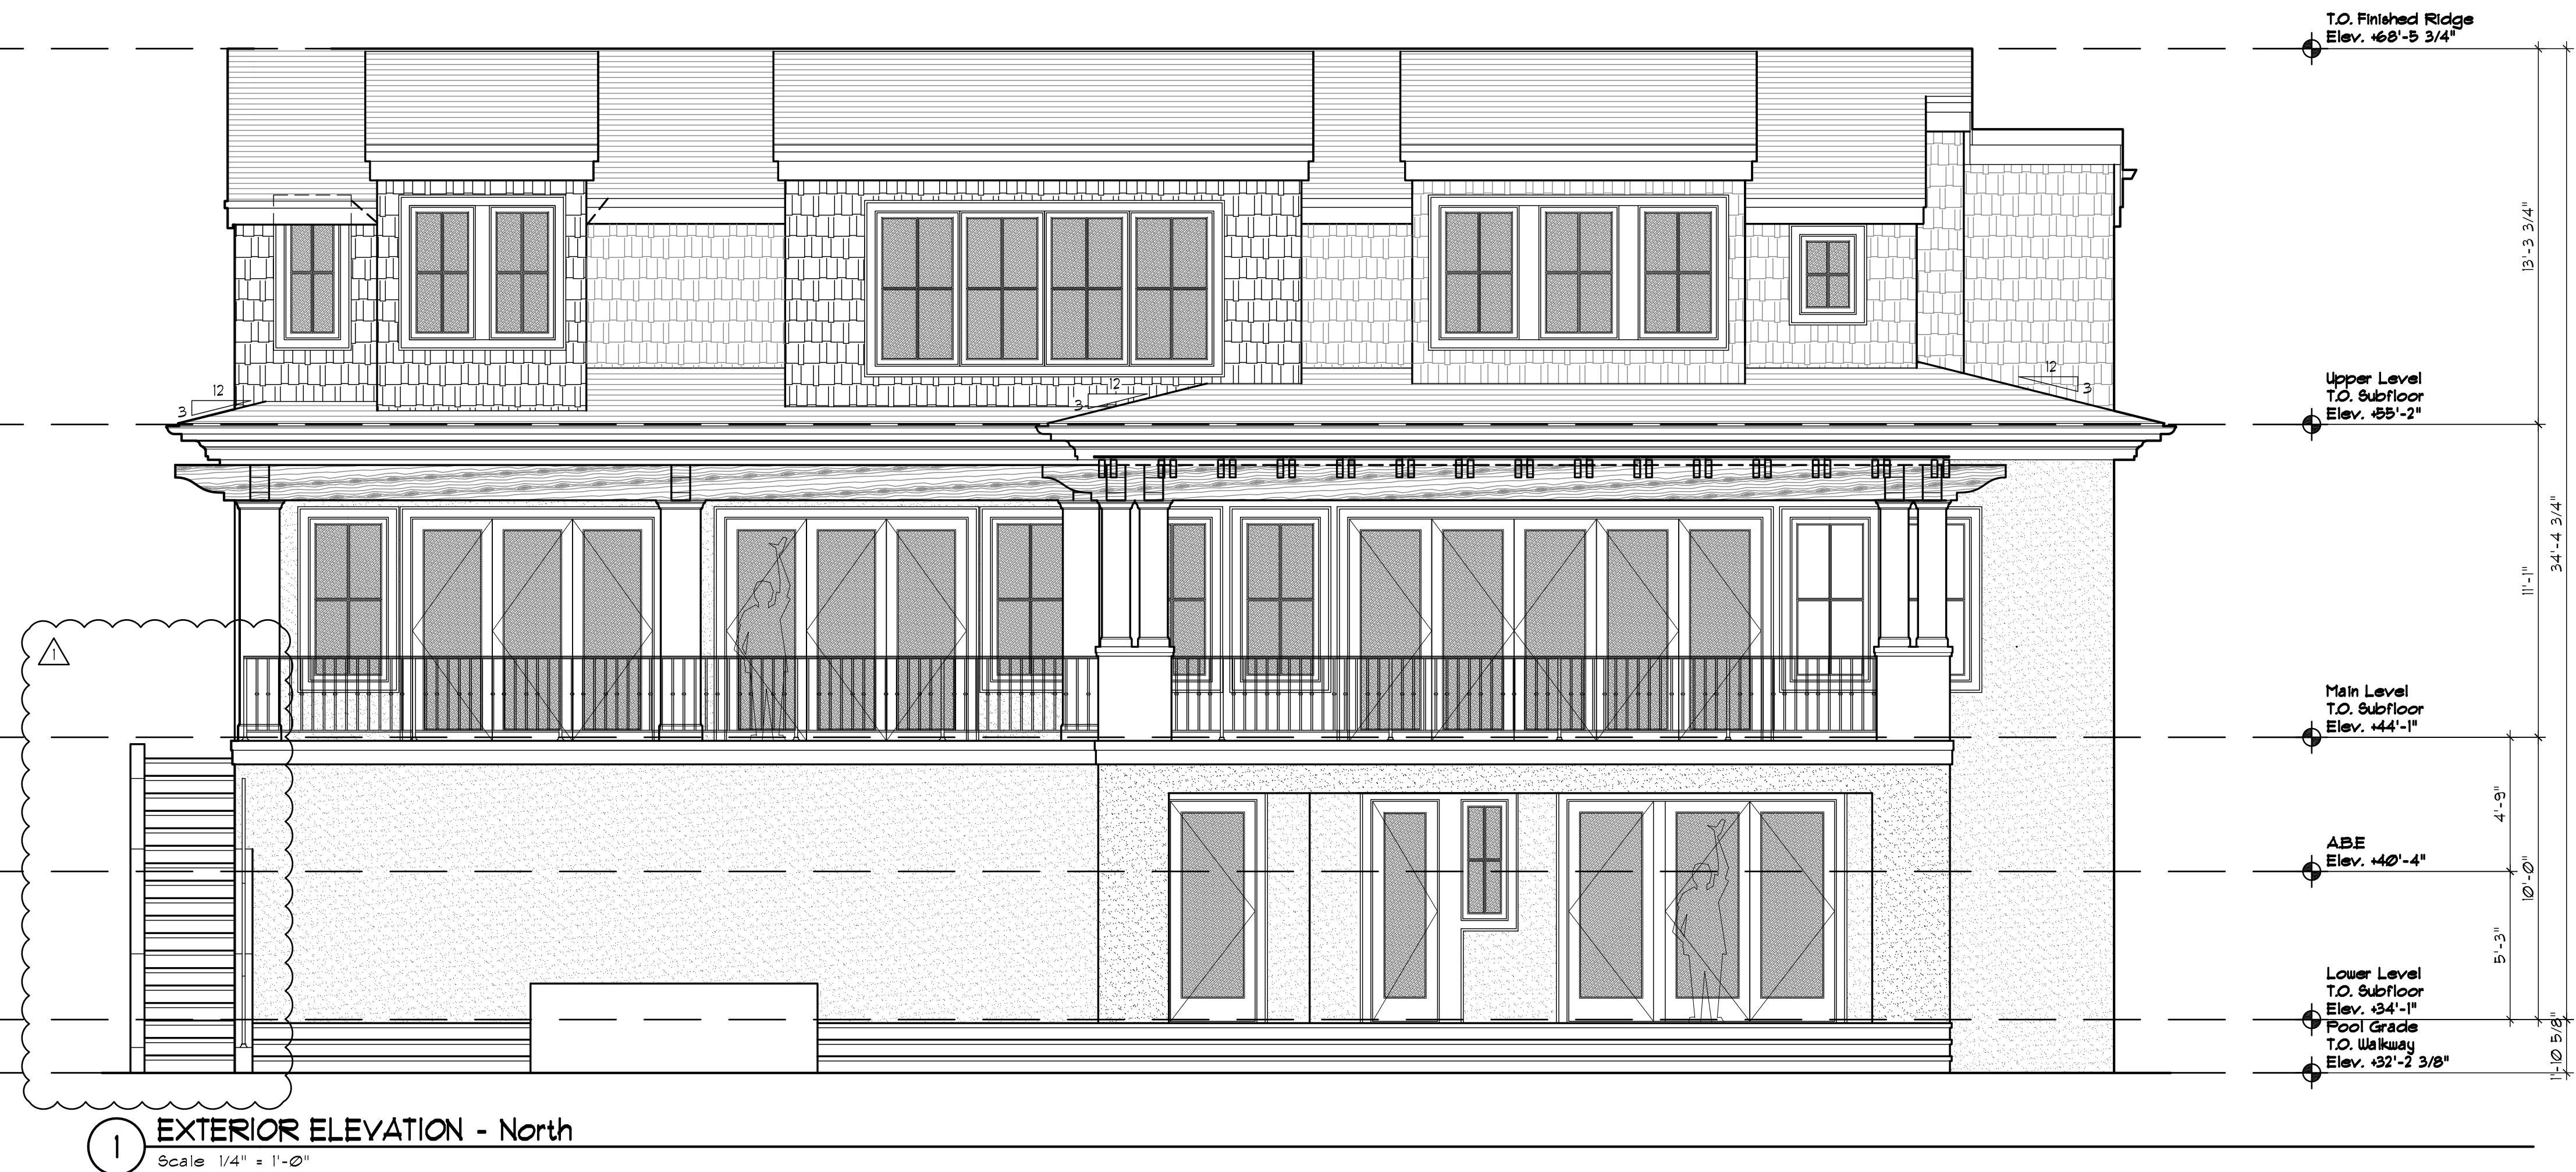 T.O. Finished Ridge
Elev. +68'-5 3/4"
13'-3 3/4"
12
3
12
3
12
3
Upper Level
T.O. Subfloor
Elev. +55'-2"
34'-4 3/4"
11'-1"
1
Main Level
T.O. Subfloor
Elev. +44'-1"
4'-9"
A.B.E
Elev. +40'-4"
10'-0"
5'-3"
Lower Level
T.O. Subfloor
Elev. +34'-1"
Pool Grade
T.O. Walkway
Elev. +32'-2 3/8"
1'-10 5/8"
1
EXTERIOR ELEVATION - North
Scale 1/4" = 1'-0"